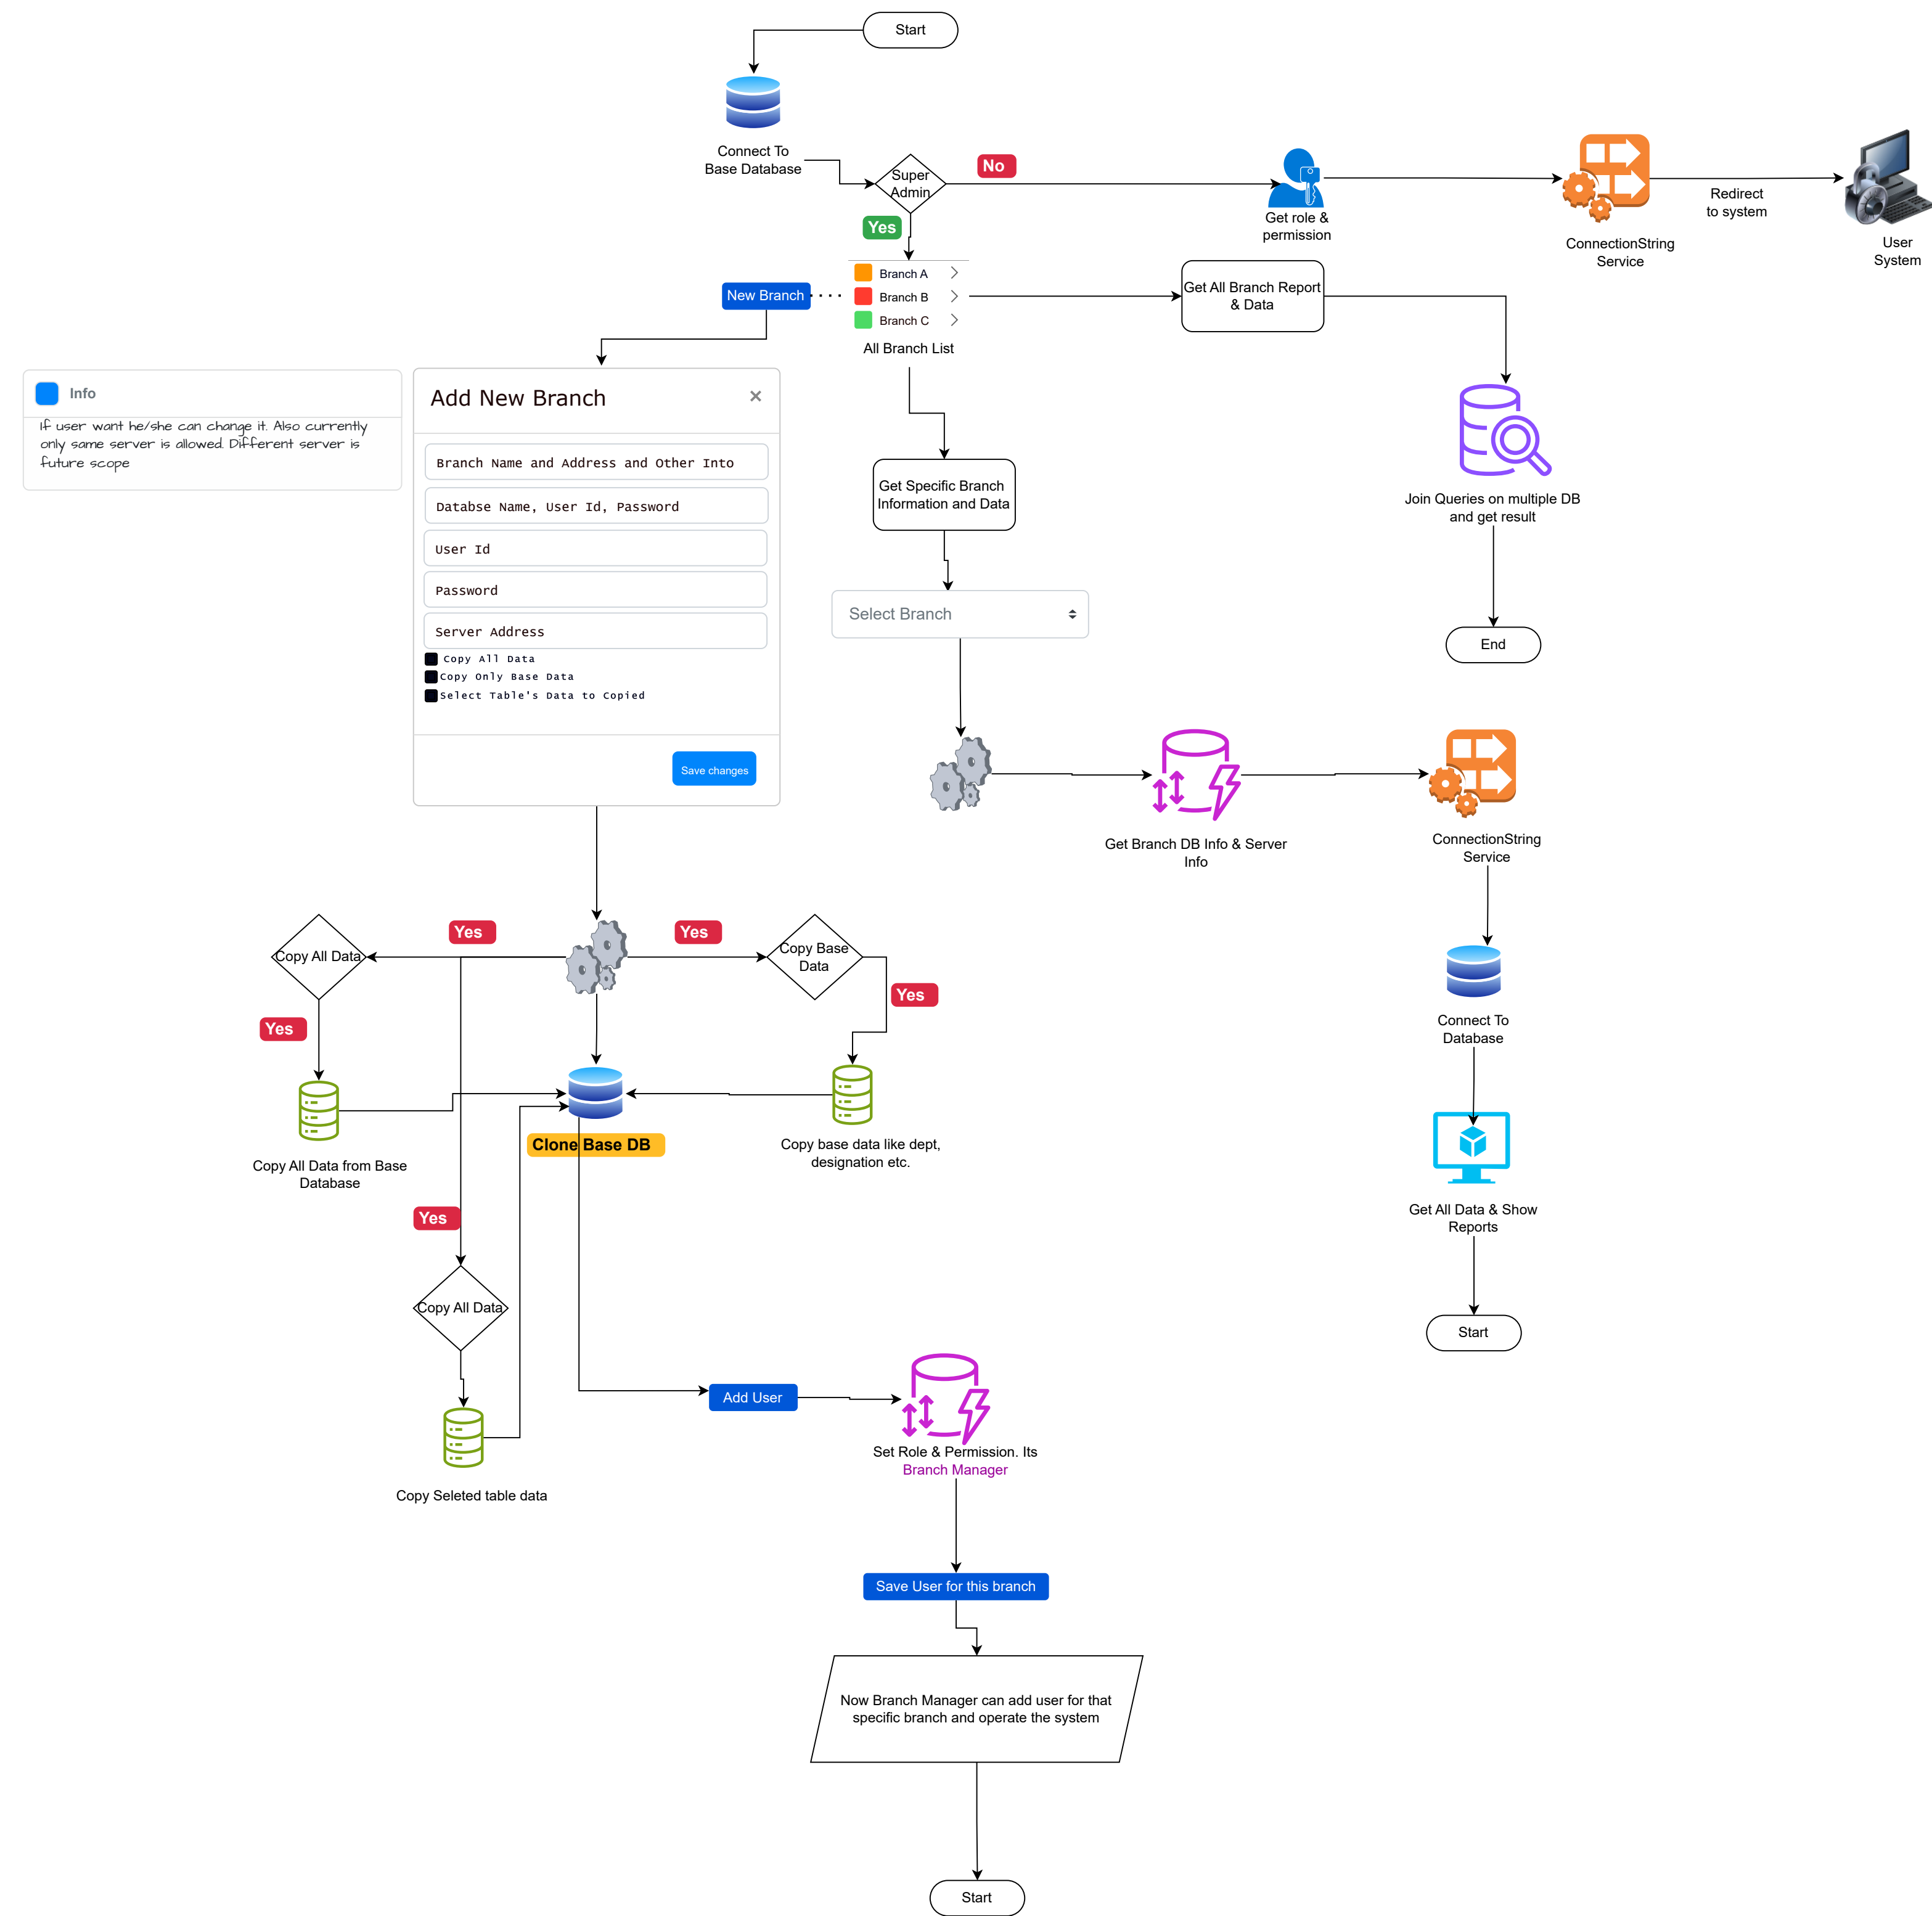 Start
Connect To
Base Database
Super
Admin
No
Yes
Get role &
permission
ConnectionString
Service
Redirect
to system
User
System
New Branch
Branch A
Branch B
Branch C
All Branch List
Get All Branch Report
& Data
Info
If user want he/she can change it. Also currently
only same server is allowed. Different server is
future scope
Add New Branch
×
Branch Name and Address and Other Into
Databse Name, User Id, Password
User Id
Password
Server Address
Copy All Data
Copy Only Base Data
Select Table's Data to Copied
Save changes
Get Specific Branch
Information and Data
Select Branch
Join Queries on multiple DB
and get result
End
Get Branch DB Info & Server
Info
ConnectionString
Service
Connect To
Database
Get All Data & Show
Reports
Start
Copy All Data
Yes
Yes
Copy Base
Data
Yes
Yes
Copy All Data from Base
Database
Clone Base DB
Copy base data like dept,
designation etc.
Yes
Copy All Data
Copy Seleted table data
Add User
Set Role & Permission. Its
Branch Manager
Save User for this branch
Now Branch Manager can add user for that
specific branch and operate the system
Start